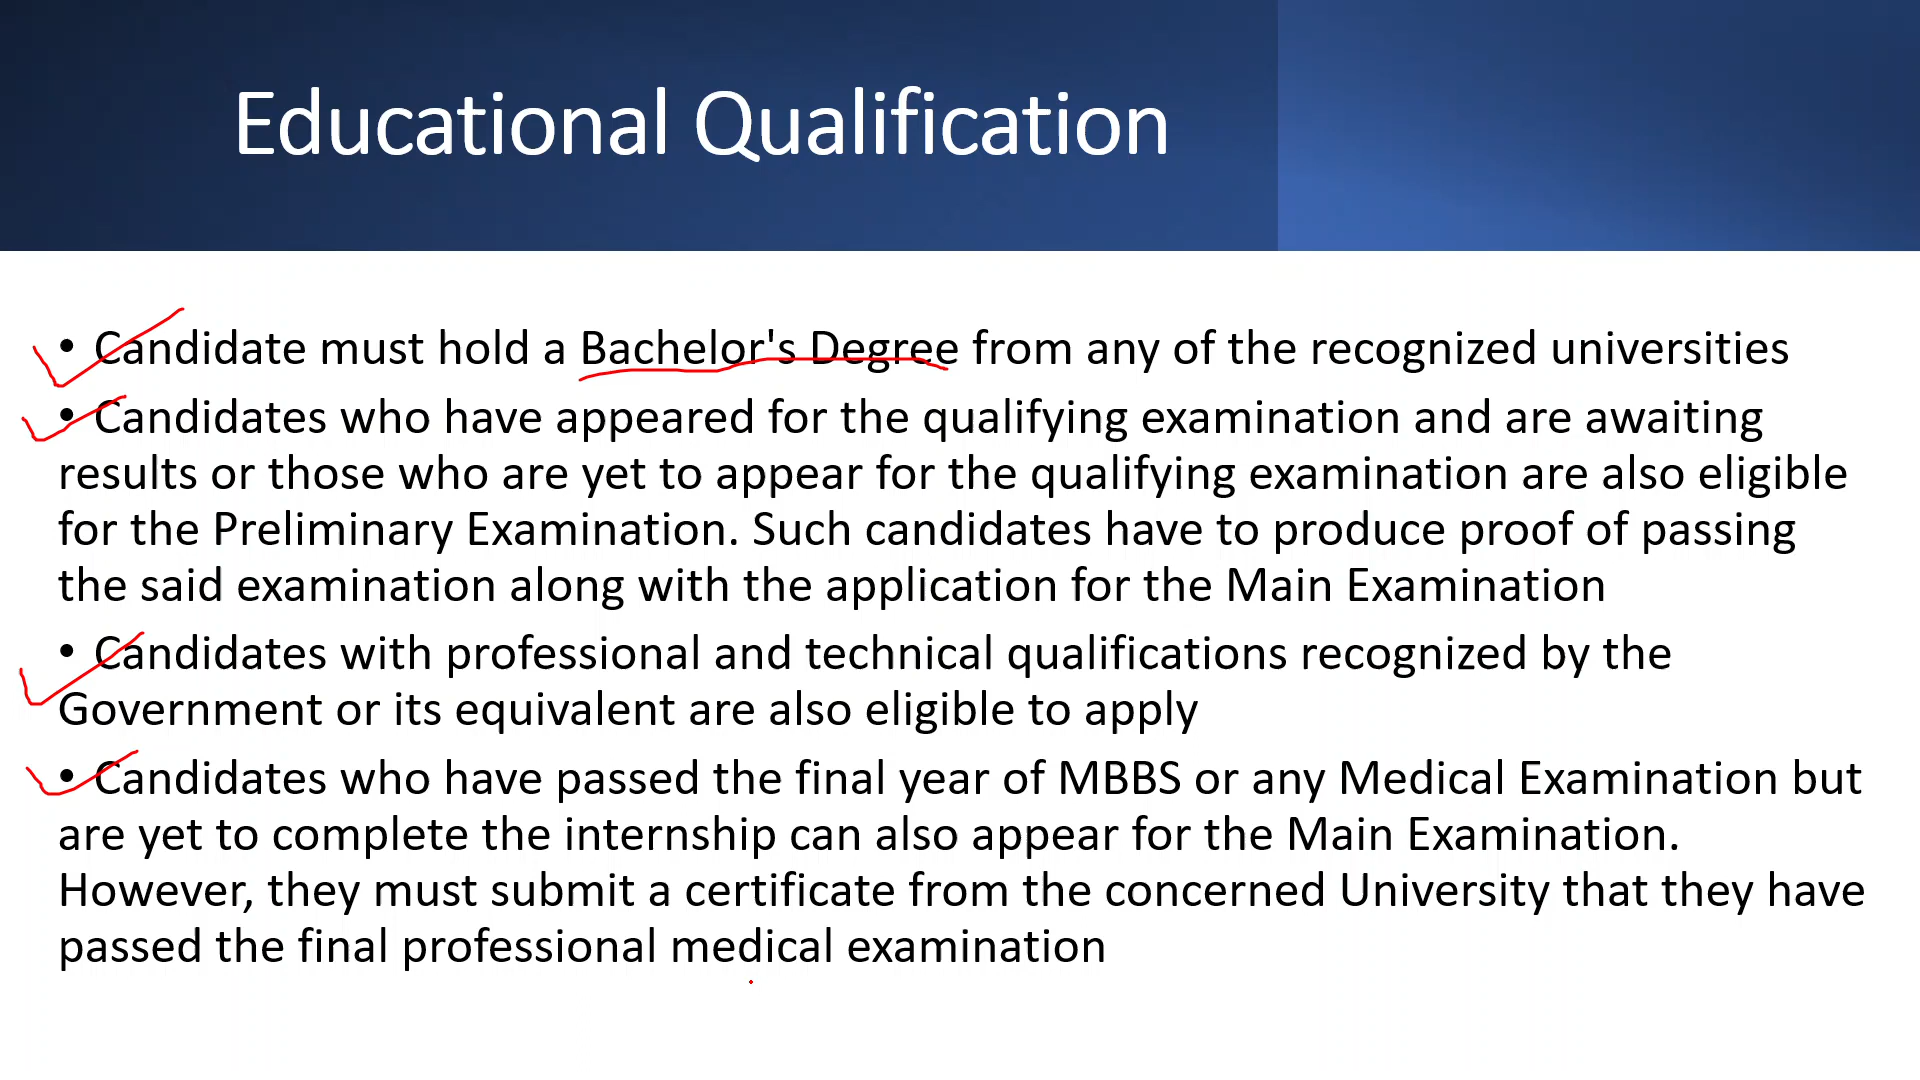 Educational Qualification
• Candidate must hold a Bachelor's Degree from any of the recognized universities
• Candidates who have appeared for the qualifying examination and are awaiting
results or those who are yet to appear for the qualifying examination are also eligible
for the Preliminary Examination. Such candidates have to produce proof of passing
the said examination along with the application for the Main Examination
• Candidates with professional and technical qualifications recognized by the
Government or its equivalent are also eligible to apply
• Candidates who have passed the final year of MBBS or any Medical Examination but
are yet to complete the internship can also appear for the Main Examination.
However, they must submit a certificate from the concerned University that they have
passed the final professional medical examination